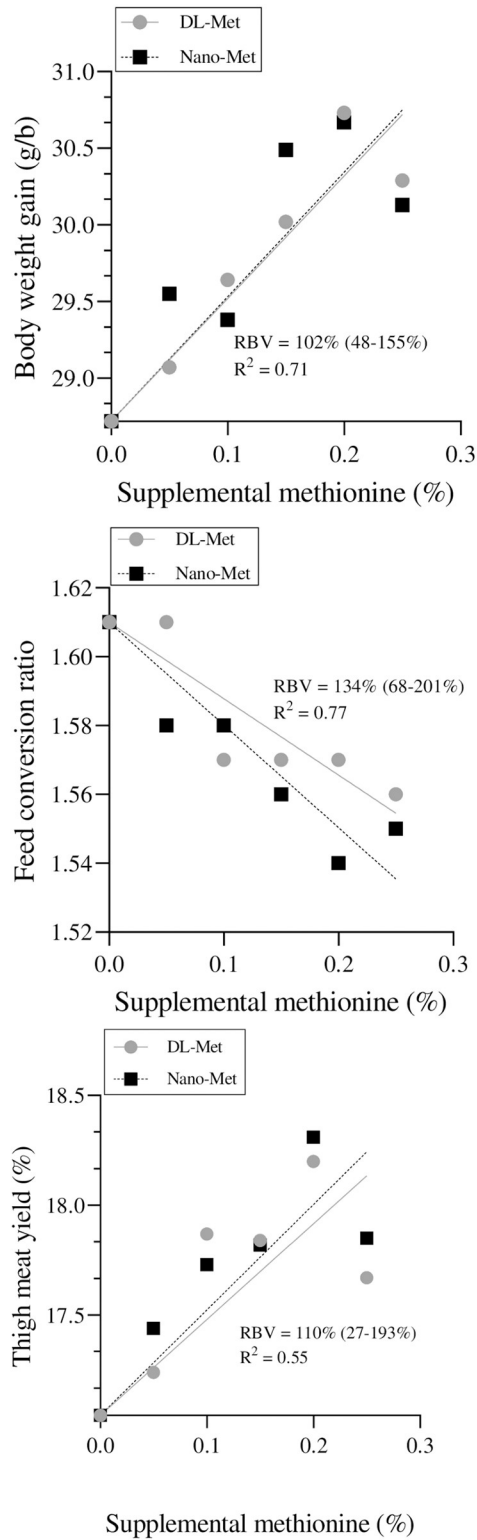 DL-Met
Nano-Met
31.0
30.5
30.0
29.5
29.0
Body weight gain (g/b)
RBV = 102% (48-155%)
R² = 0.71
0.0 0.1 0.2 0.3
Supplemental methionine (%)
DL-Met
Nano-Met
1.62
1.60
1.58
1.56
1.54
1.52
Feed conversion ratio
RBV = 134% (68-201%)
R² = 0.77
0.0 0.1 0.2 0.3
Supplemental methionine (%)
DL-Met
Nano-Met
18.5
18.0
17.5
Thigh meat yield (%)
RBV = 110% (27-193%)
R² = 0.55
0.0 0.1 0.2 0.3
Supplemental methionine (%)